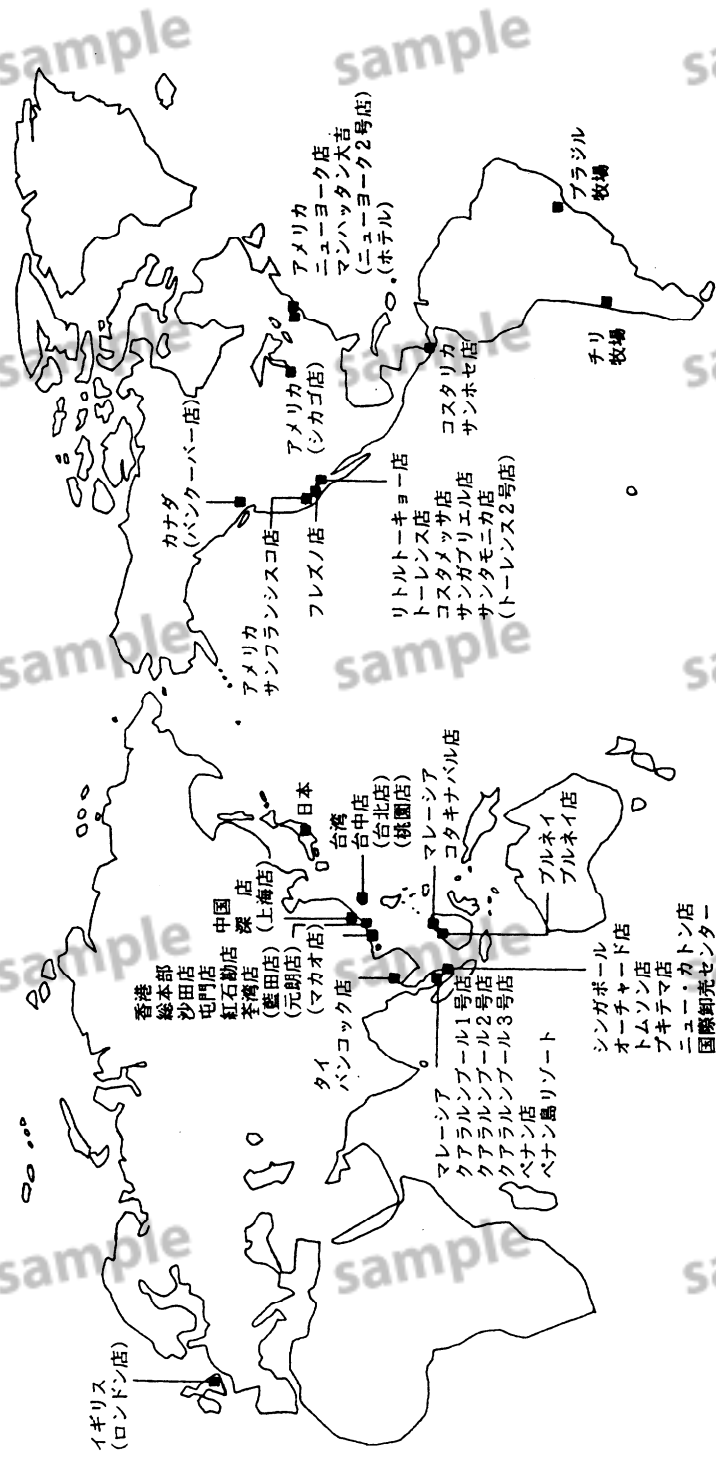 イギリス
(ロンドン店)
香港
総本部
沙田店
屯門店
紅石勘店
荃湾店
(藍田店)
(元朗店)
(マカオ店)
中国
深 店
(上海店)
日本
台湾
台中店
(台北店)
(桃園店)
タイ
バンコック店
マレーシア
コタキナバル店
ブルネイ
ブルネイ店
マレーシア
クアラルンプール1号店
クアラルンプール2号店
クアラルンプール3号店
ペナン店
ペナン島リゾート
シンガポール
オーチャード店
トムソン店
ブキテマ店
ニュー・カトン店
国際卸売センター
カナダ
(バンクーバー店)
アメリカ
サンフランシスコ店
フレズノ店
リトルトーキョー店
トーレンス店
コスタメッサ店
サンガブリエル店
サンタモニカ店
(トーレンス2号店)
アメリカ
(シカゴ店)
アメリカ
ニューヨーク店
マンハッタン大吉
(ニューヨーク2号店)
(ホテル)
コスタリカ
サンホセ店
チリ
牧場
ブラジル
牧場
sample
sample
sample
sample
sample
sample
sample
sample
sample
sample
sa
sa
sa
sa
sa